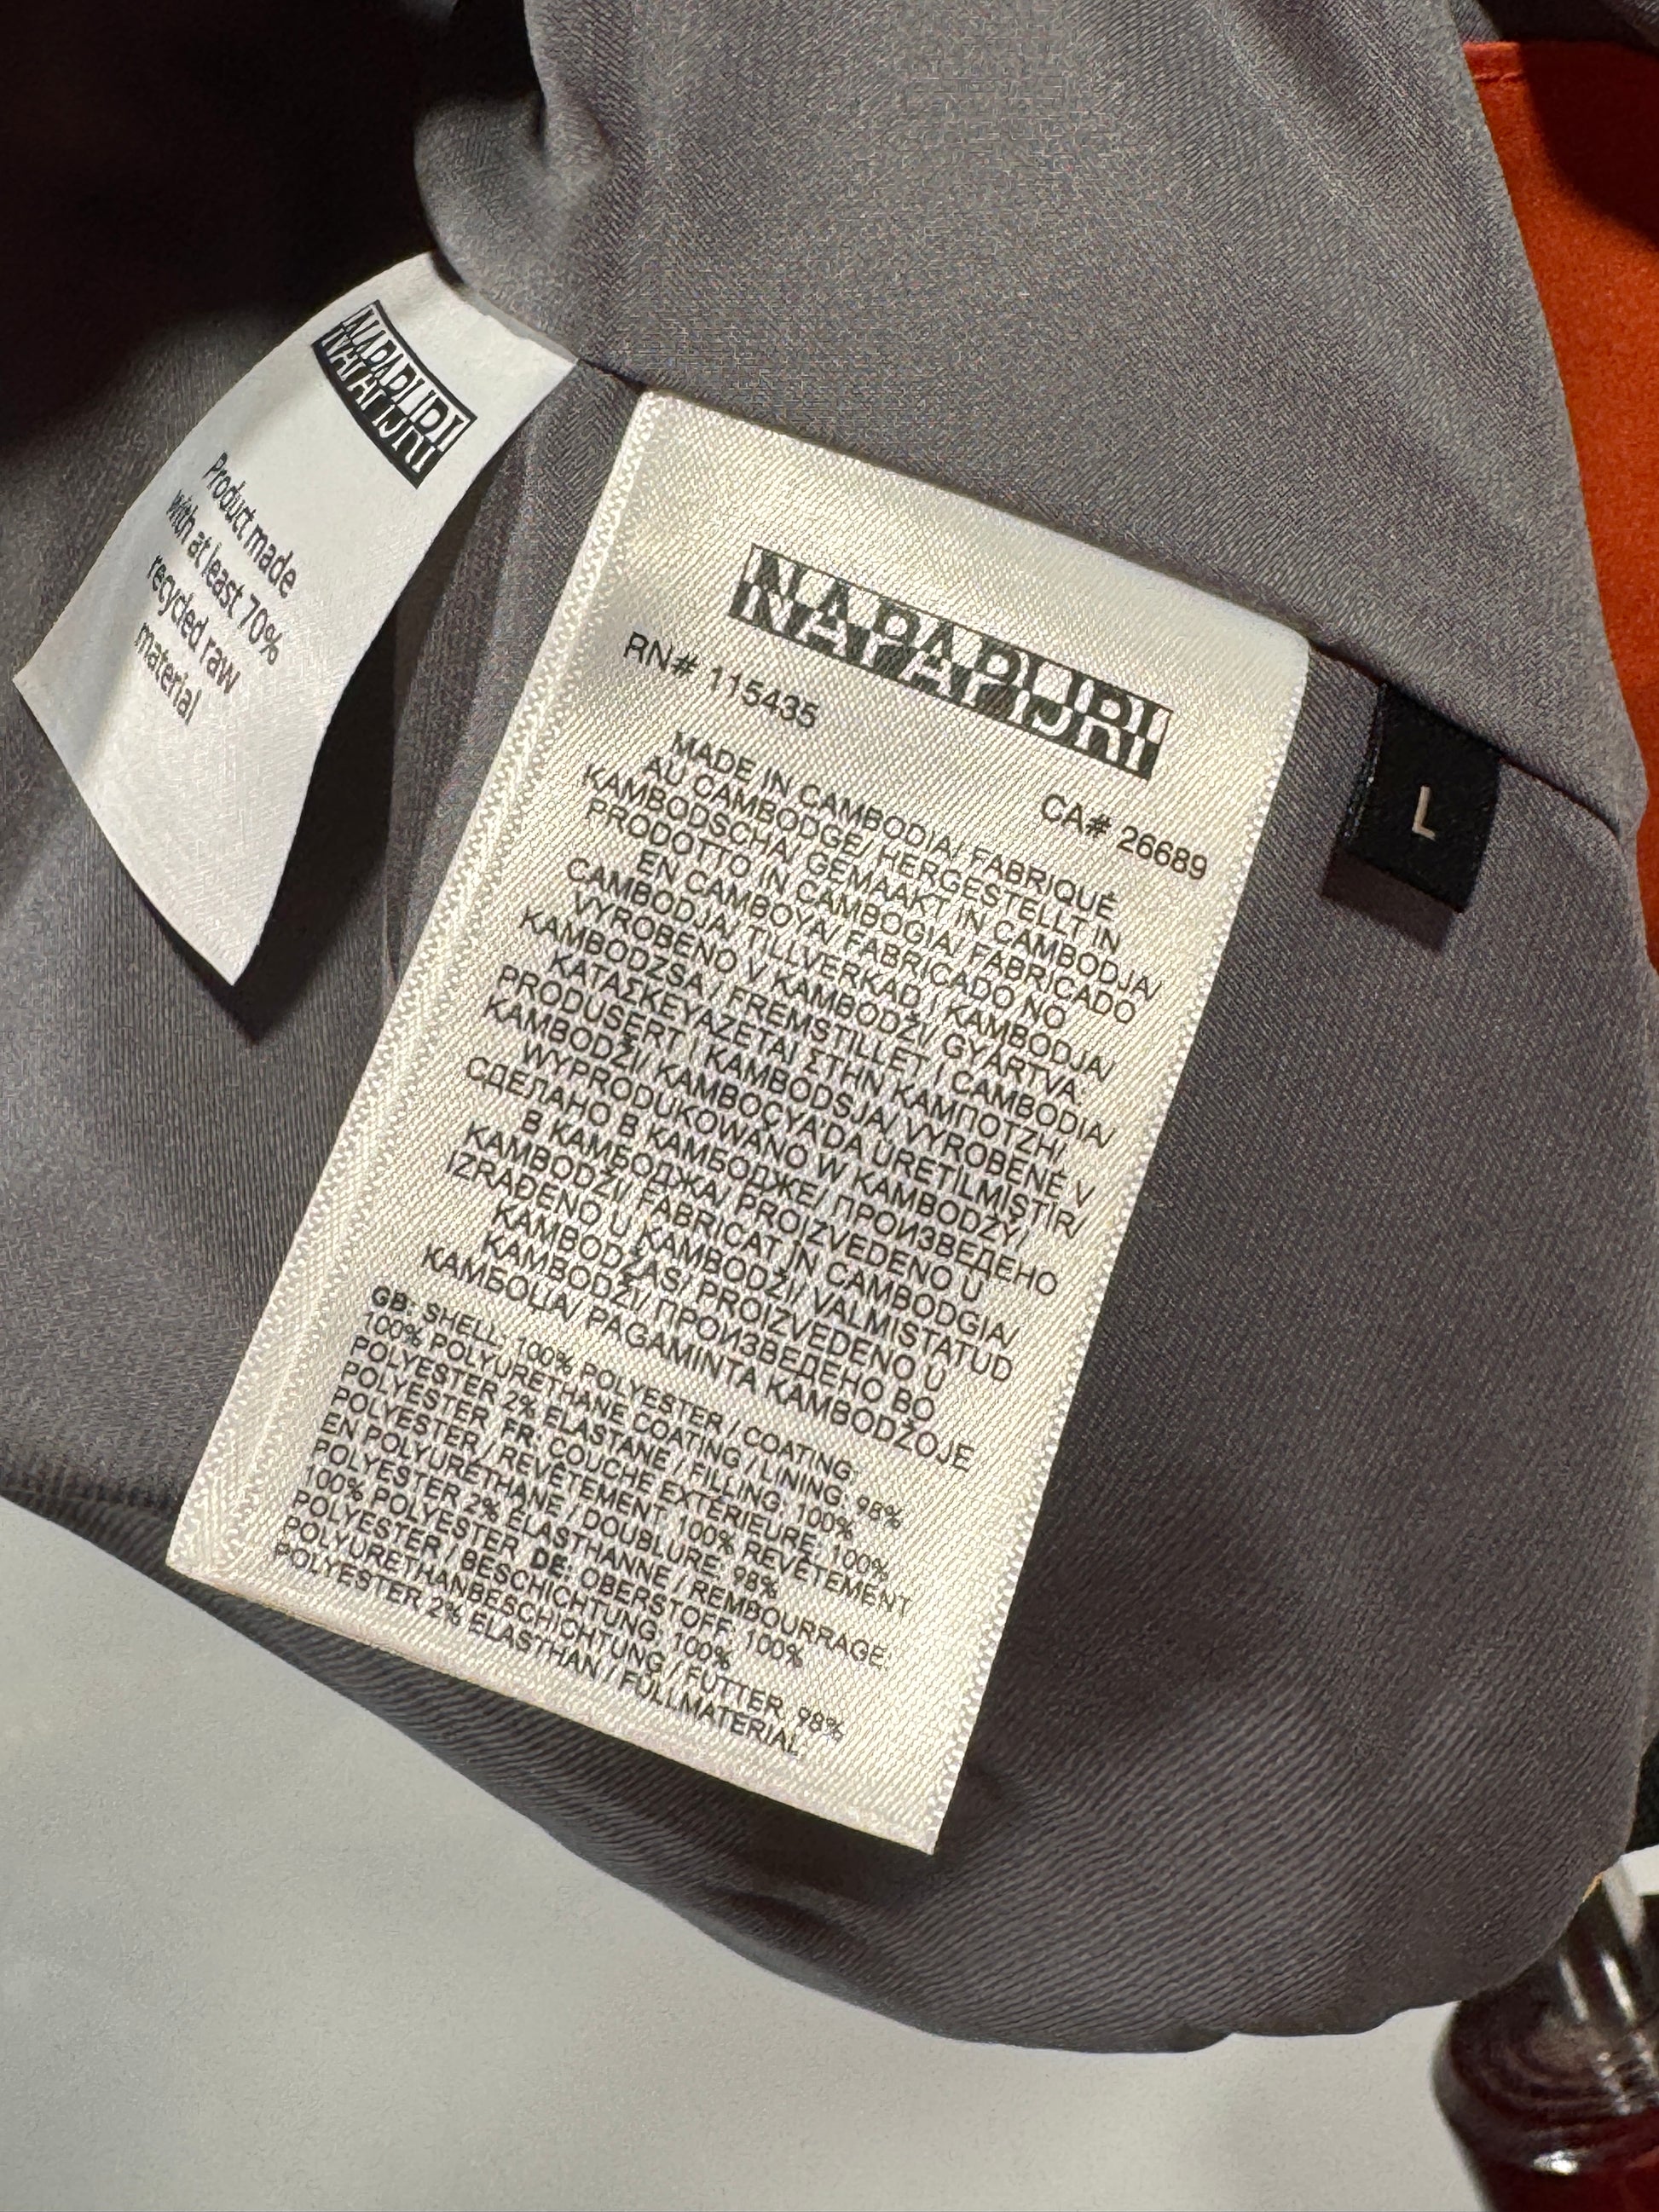 NAPAPIJRI
Product made
with at least 70%
recycled raw
material
NAPAPIJRI
RN# 115435
CA# 26689
MADE IN CAMBODIA/ FABRIQUÉ
AU CAMBODGE/ HERGESTELLT IN
KAMBODSCHA/ GEMAAKT IN CAMBODJA/
PRODOTTO IN CAMBOGIA/ FABRICADO
EN CAMBOYA/ FABRICADO NO
CAMBODJA/ TILLVERKAD I KAMBODJA/
VYROBENO V KAMBODŽI/ GYÁRTVA:
KAMBODZSA / FREMSTILLET I CAMBODIA/
ΚΑΤΑΣΚΕΥΑΖΕΤΑΙ ΣΤΗΝ ΚΑΜΠΟΤΖΗ/
PRODUSERT I KAMBODSJA/ VYROBENÉ V
KAMBODŽI/ KAMBOÇYA'DA ÜRETİLMİŞTİR/
WYPRODUKOWANO W KAMBODŻY/
СДЕЛАНО В КАМБОДЖЕ/ ПРОИЗВЕДЕНО
В КАМБОДЖА/ PROIZVEDENO U
KAMBODŽI/ FABRICAT ÎN CAMBODGIA/
IZRAĐENO U KAMBODŽI/ VALMISTATUD
KAMBODŽAS/ PROIZVEDENO U
KAMBODŽI/ ПРОИЗВЕДЕНО ВО
КАМБОЏА/ PAGAMINTA KAMBODŽOJE
GB: SHELL: 100% POLYESTER / COATING:
100% POLYURETHANE COATING / LINING: 98%
POLYESTER 2% ELASTANE / FILLING: 100%
POLYESTER FR: COUCHE EXTÉRIEURE: 100%
POLYESTER / REVÊTEMENT: 100% REVÊTEMENT
EN POLYURÉTHANE / DOUBLURE: 98%
POLYESTER 2% ÉLASTHANNE / REMBOURRAGE:
100% POLYESTER DE: OBERSTOFF: 100%
POLYESTER / BESCHICHTUNG: 100%
POLYURETHANBESCHICHTUNG / FUTTER: 98%
POLYESTER 2% ELASTHAN / FÜLLMATERIAL:
L